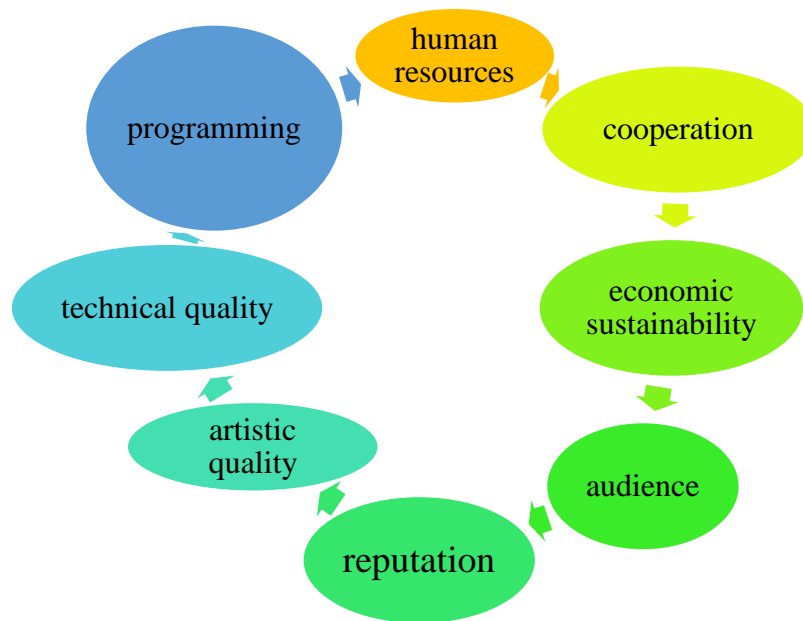 human
resources
programming
cooperation
economic
sustainability
technical quality
artistic
quality
audience
reputation